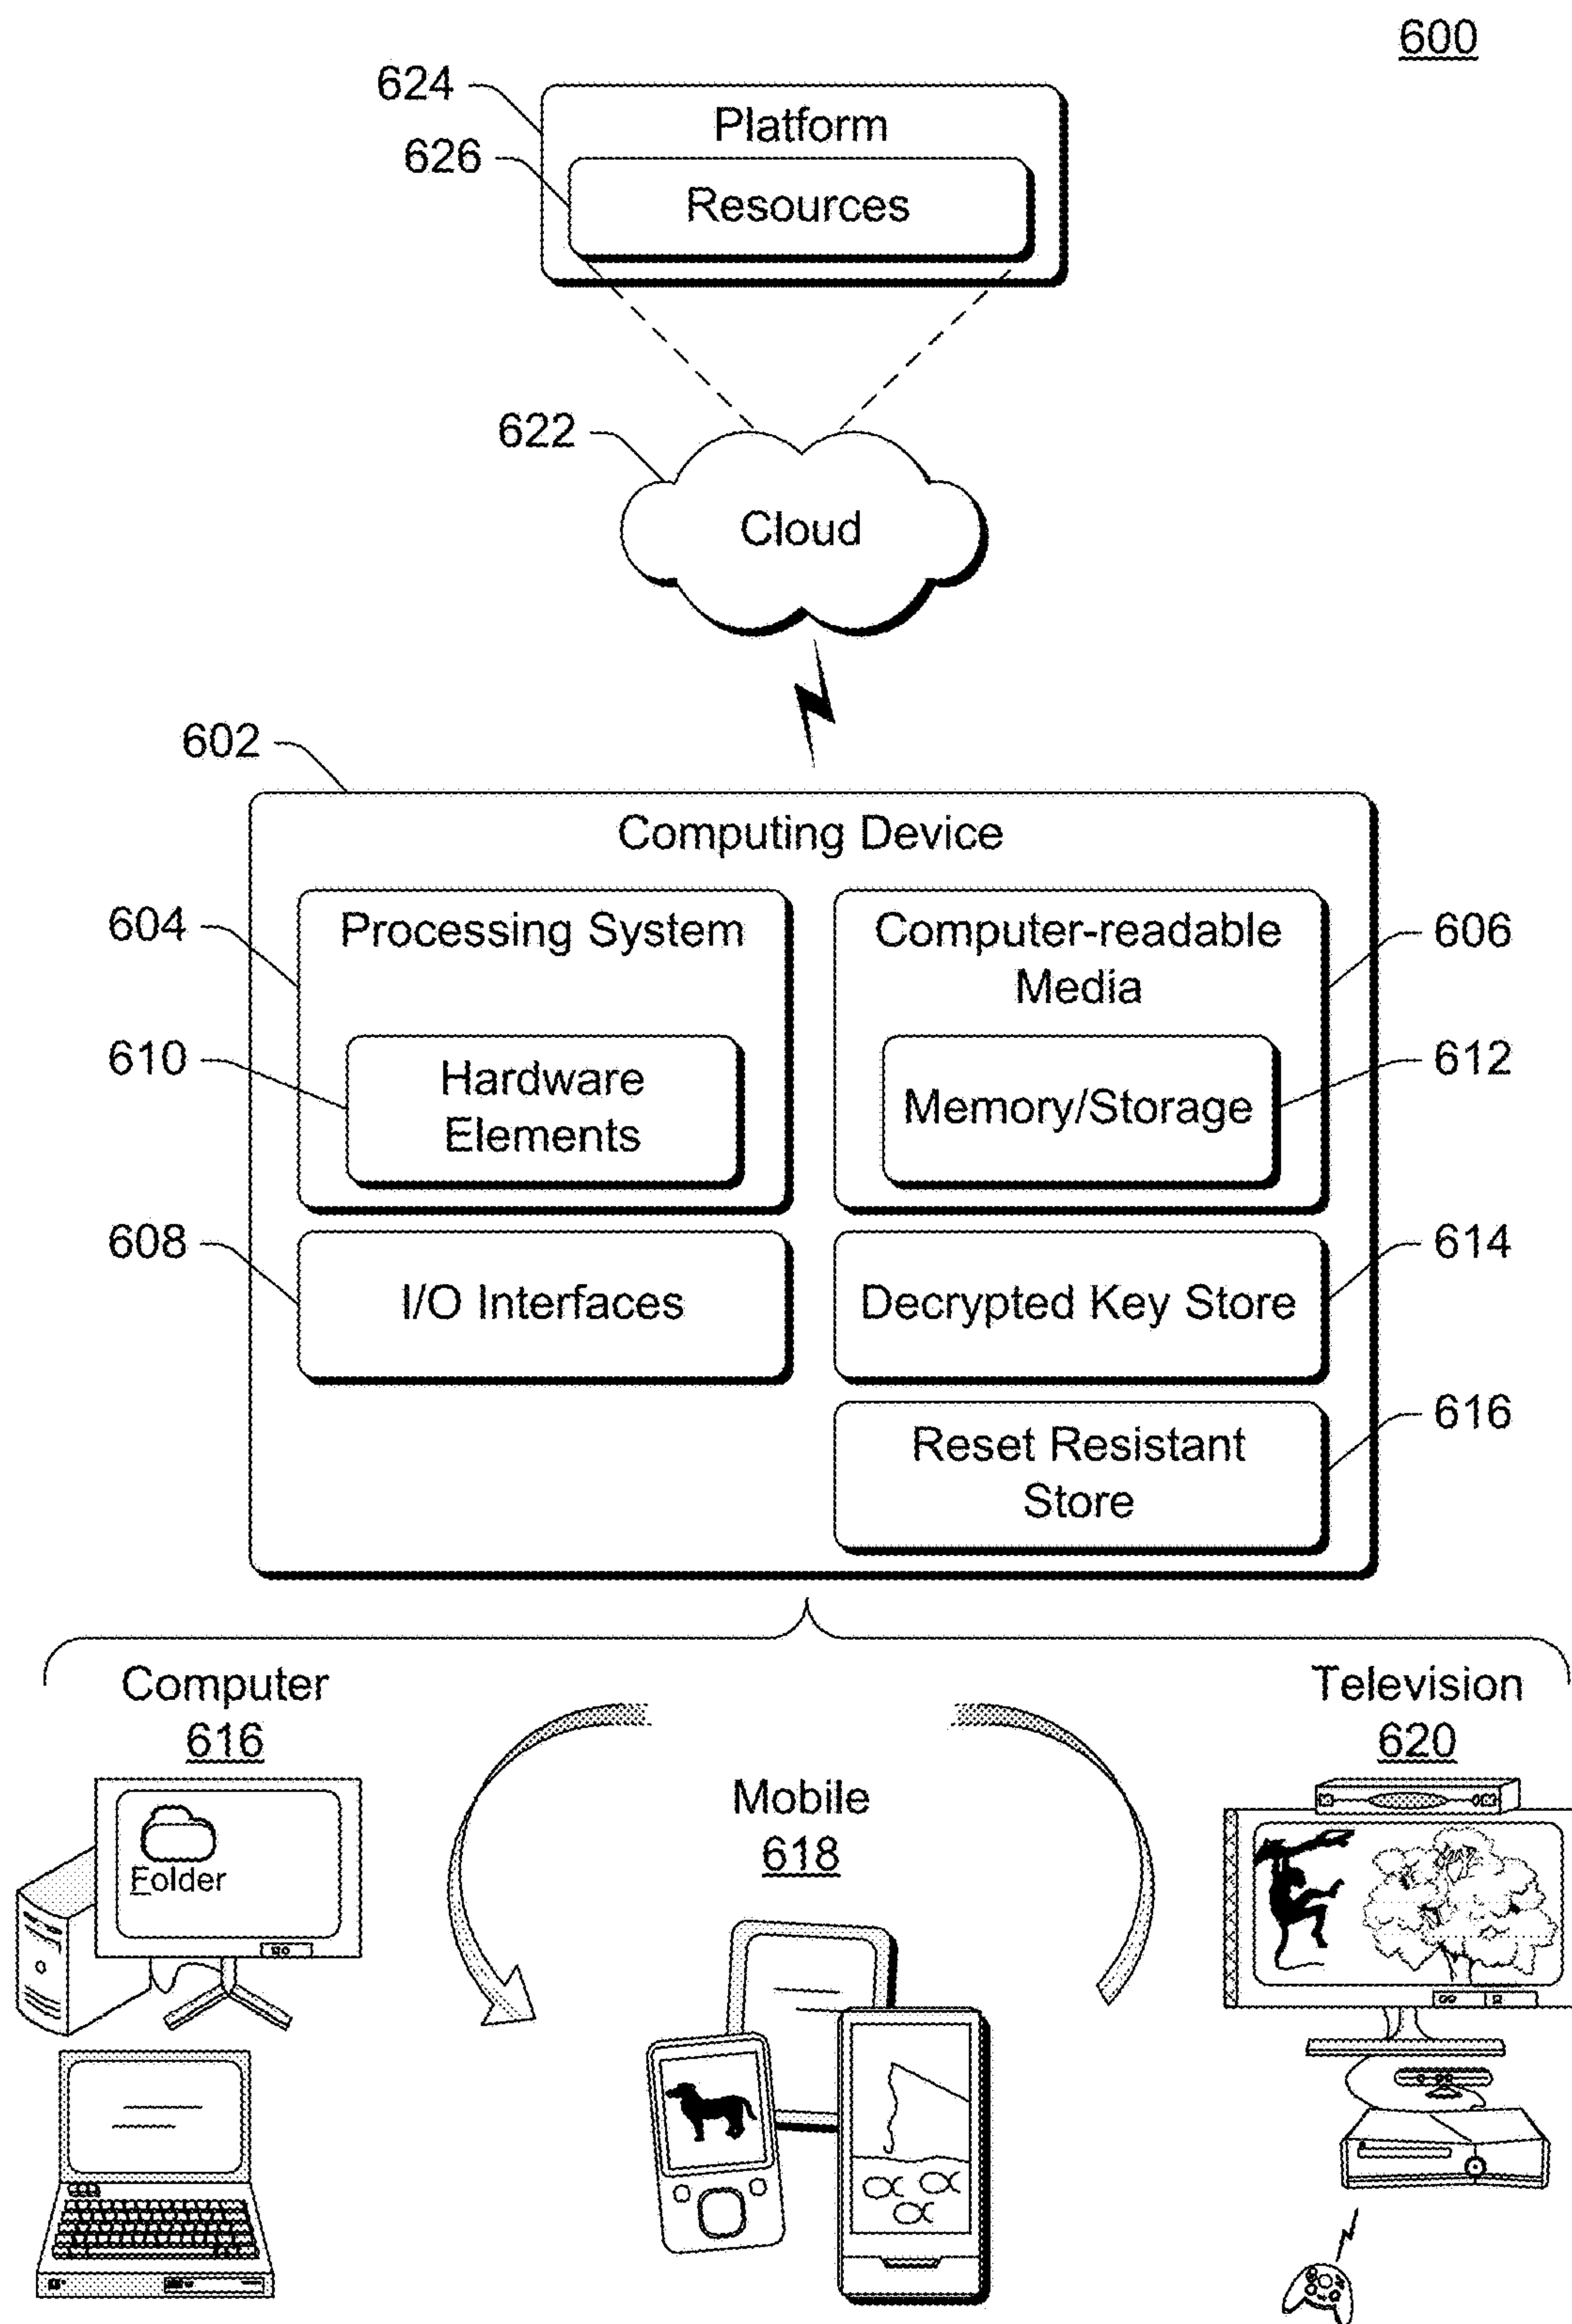 600
624
Platform
626
Resources
622
Cloud
602
Computing Device
604
Processing System
Computer-readable
Media
606
610
Hardware
Elements
Memory/Storage
612
608
I/O Interfaces
Decrypted Key Store
614
Reset Resistant
Store
616
Computer
616
Folder
Mobile
618
Television
620